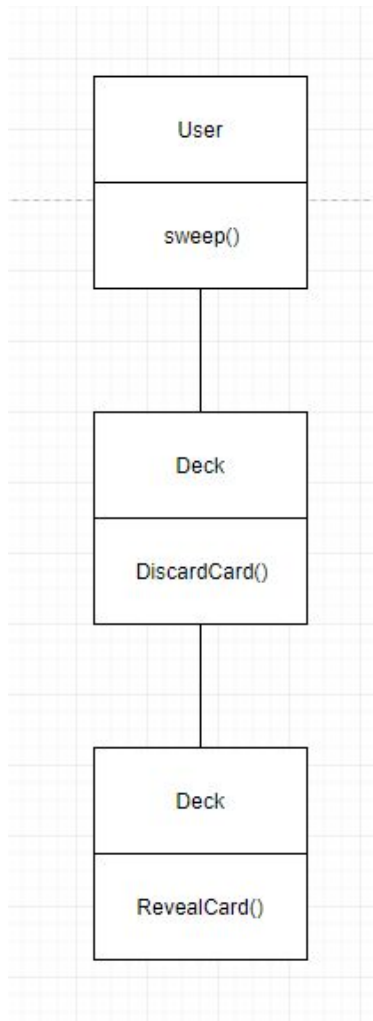 User
sweep()
Deck
DiscardCard()
Deck
RevealCard()